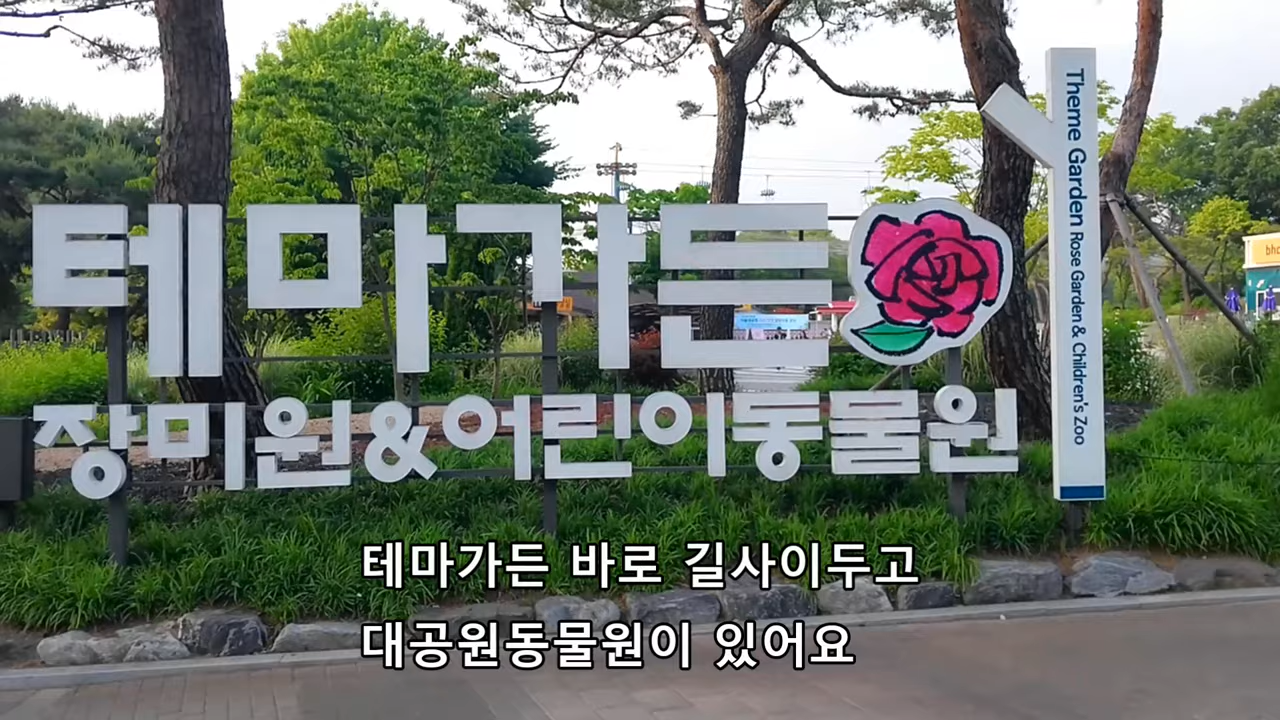 테마가든
장미원&어린이동물원
Theme Garden Rose Garden & Children's Zoo
bhc
테마가든 바로 길사이두고
대공원동물원이 있어요